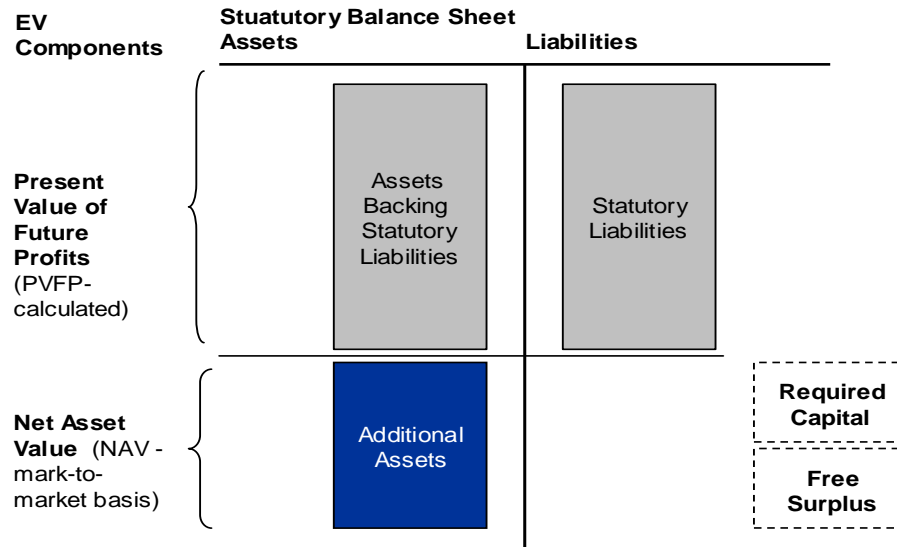 EV
Components
Stuatutory Balance Sheet
Assets
Liabilities
Present
Value of
Future
Profits
(PVFP-
calculated)
Assets
Backing
Statutory
Liabilities
Statutory
Liabilities
Net Asset
Value (NAV -
mark-to-
market basis)
Additional
Assets
Required
Capital
Free
Surplus